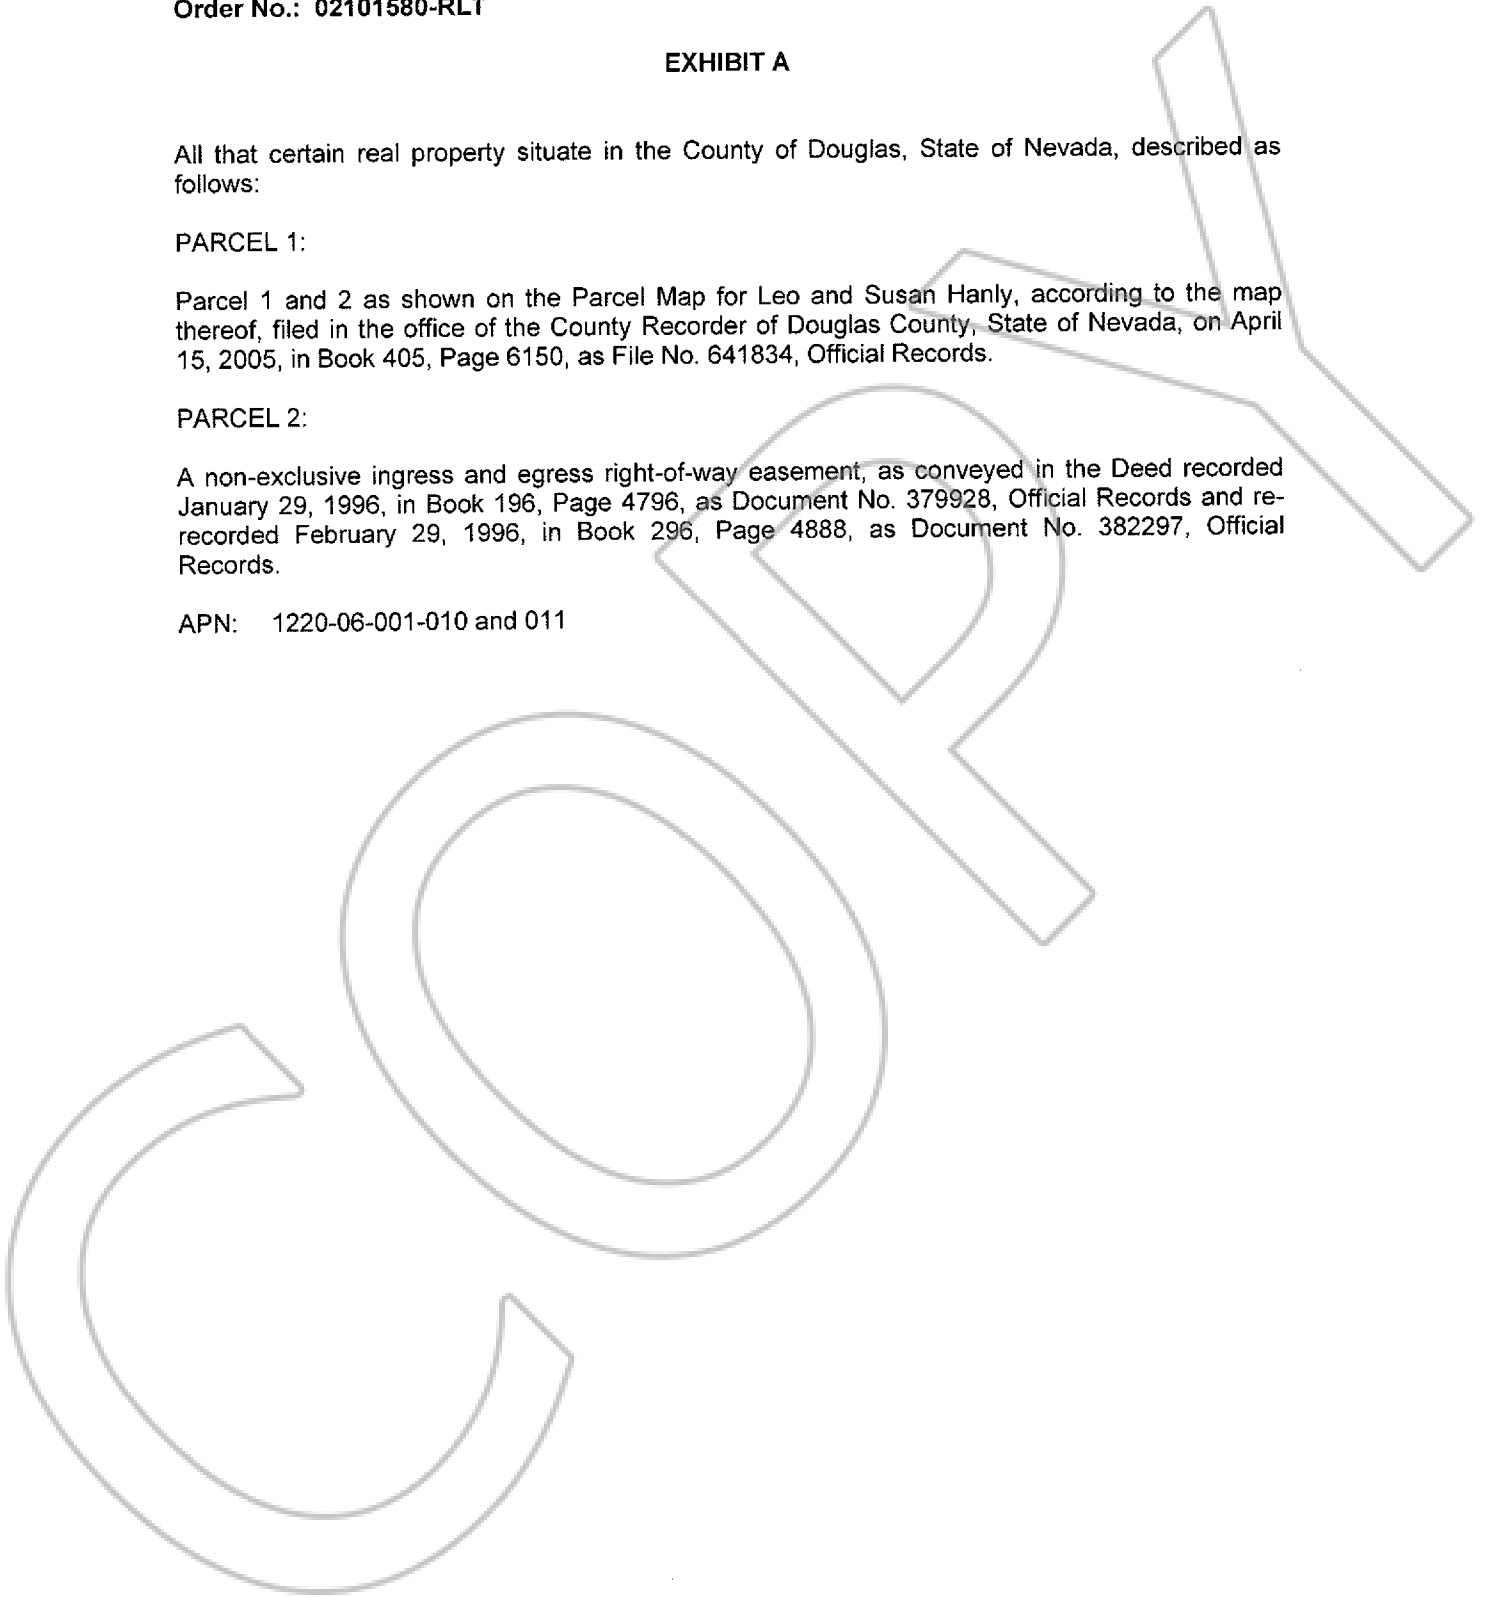 Order No.: 02101580-RLT
EXHIBIT A
All that certain real property situate in the County of Douglas, State of Nevada, described as
follows:
PARCEL 1:
Parcel 1 and 2 as shown on the Parcel Map for Leo and Susan Hanly, according to the map
thereof, filed in the office of the County Recorder of Douglas County, State of Nevada, on April
15, 2005, in Book 405, Page 6150, as File No. 641834, Official Records.
PARCEL 2:
A non-exclusive ingress and egress right-of-way easement, as conveyed in the Deed recorded
January 29, 1996, in Book 196, Page 4796, as Document No. 379928, Official Records and re-
recorded February 29, 1996, in Book 296, Page 4888, as Document No. 382297, Official
Records.
APN: 1220-06-001-010 and 011
COPY